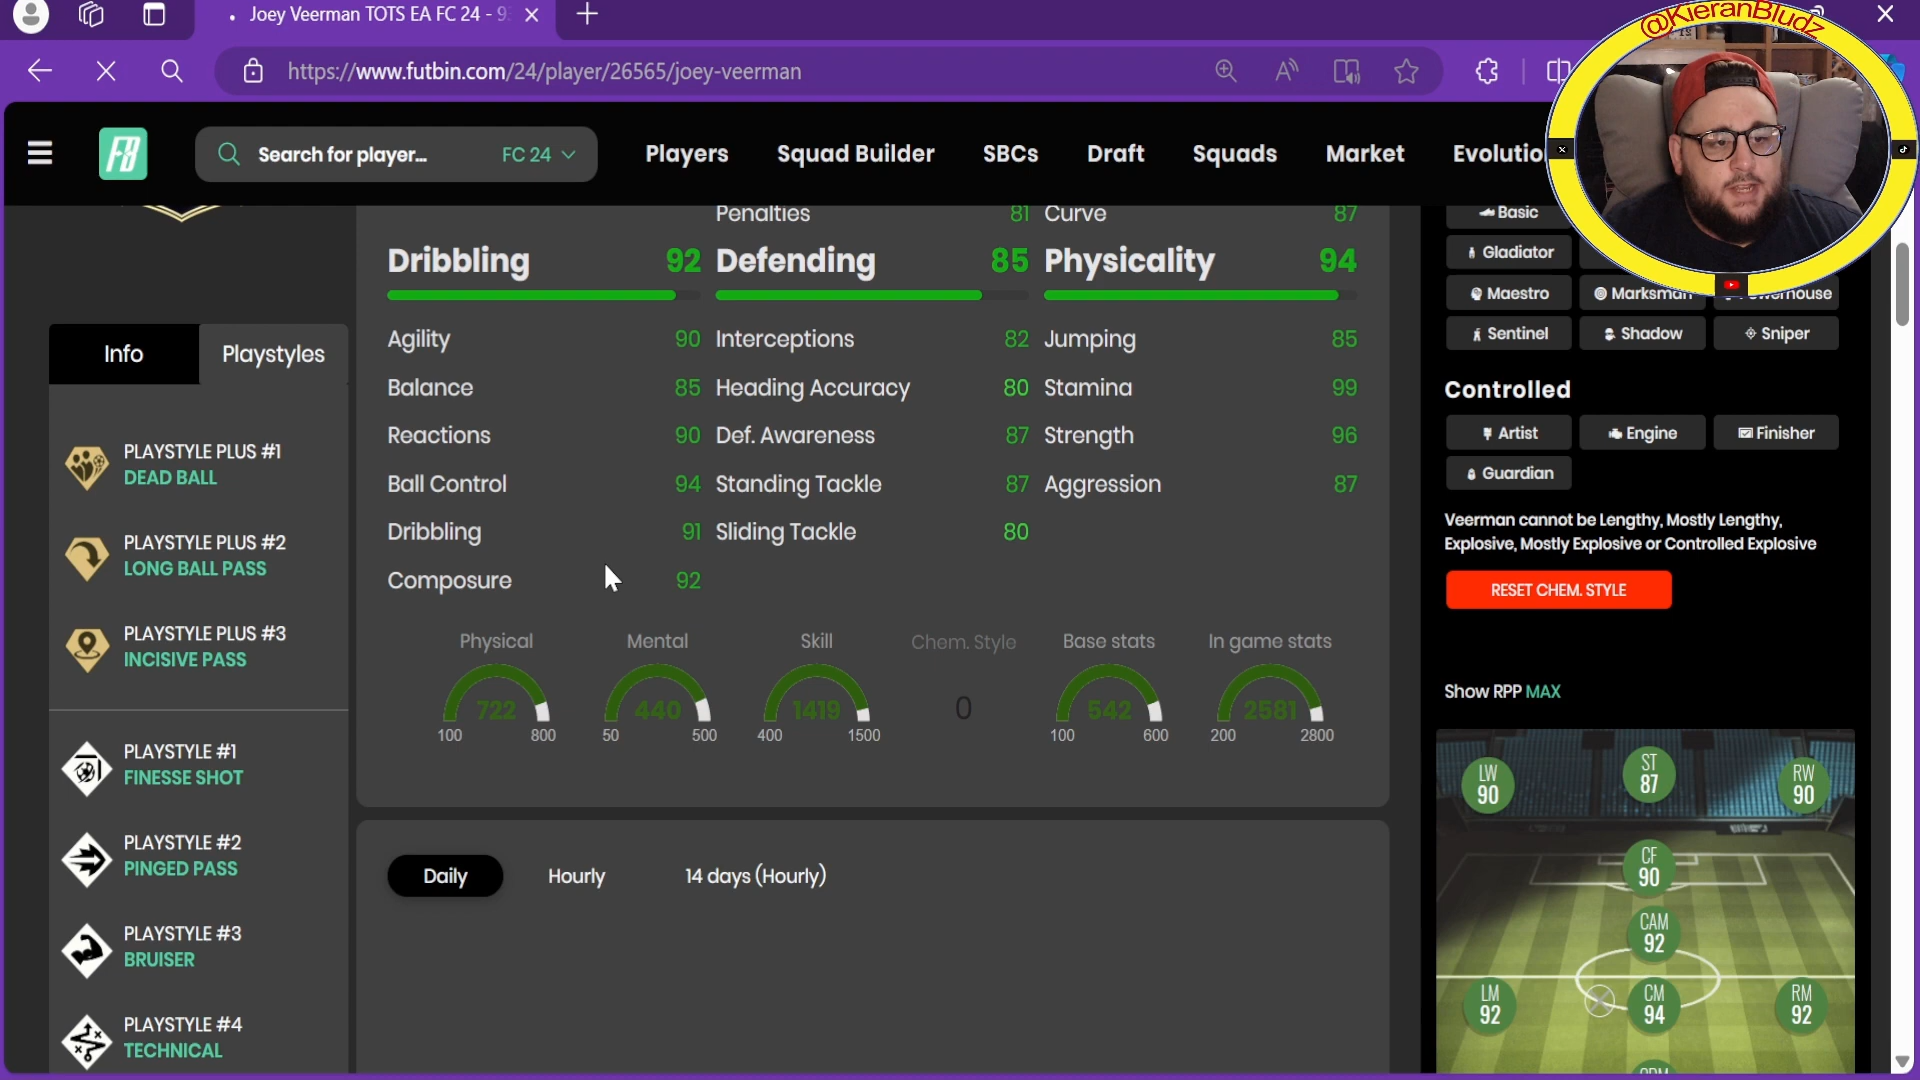 Joey Veerman TOTS EA FC 24 - 9
https://www.futbin.com/24/player/26565/joey-veerman
@KieranBludz
Search for player...
FC 24
Players
Squad Builder
SBCs
Draft
Squads
Market
Evolutio
Penalties 81
Curve 87
Basic
Dribbling 92
Defending 85
Physicality 94
Gladiator
Maestro
Marksman
Powerhouse
Sentinel
Shadow
Sniper
Info
Playstyles
Agility 90
Interceptions 82
Jumping 85
Balance 85
Heading Accuracy 80
Stamina 99
Reactions 90
Def. Awareness 87
Strength 96
Ball Control 94
Standing Tackle 87
Aggression 87
Dribbling 91
Sliding Tackle 80
Composure 92
Controlled
Artist
Engine
Finisher
Guardian
Veerman cannot be Lengthy, Mostly Lengthy,
Explosive, Mostly Explosive or Controlled Explosive
RESET CHEM. STYLE
PLAYSTYLE PLUS #1
DEAD BALL
PLAYSTYLE PLUS #2
LONG BALL PASS
PLAYSTYLE PLUS #3
INCISIVE PASS
PLAYSTYLE #1
FINESSE SHOT
PLAYSTYLE #2
PINGED PASS
PLAYSTYLE #3
BRUISER
PLAYSTYLE #4
TECHNICAL
Physical
722
100 800
Mental
440
50 500
Skill
1419
400 1500
Chem. Style
0
Base stats
542
100 600
In game stats
2581
200 2800
Daily
Hourly
14 days (Hourly)
Show RPP MAX
LW
90
ST
87
RW
90
CF
90
CAM
92
LM
92
CM
94
RM
92